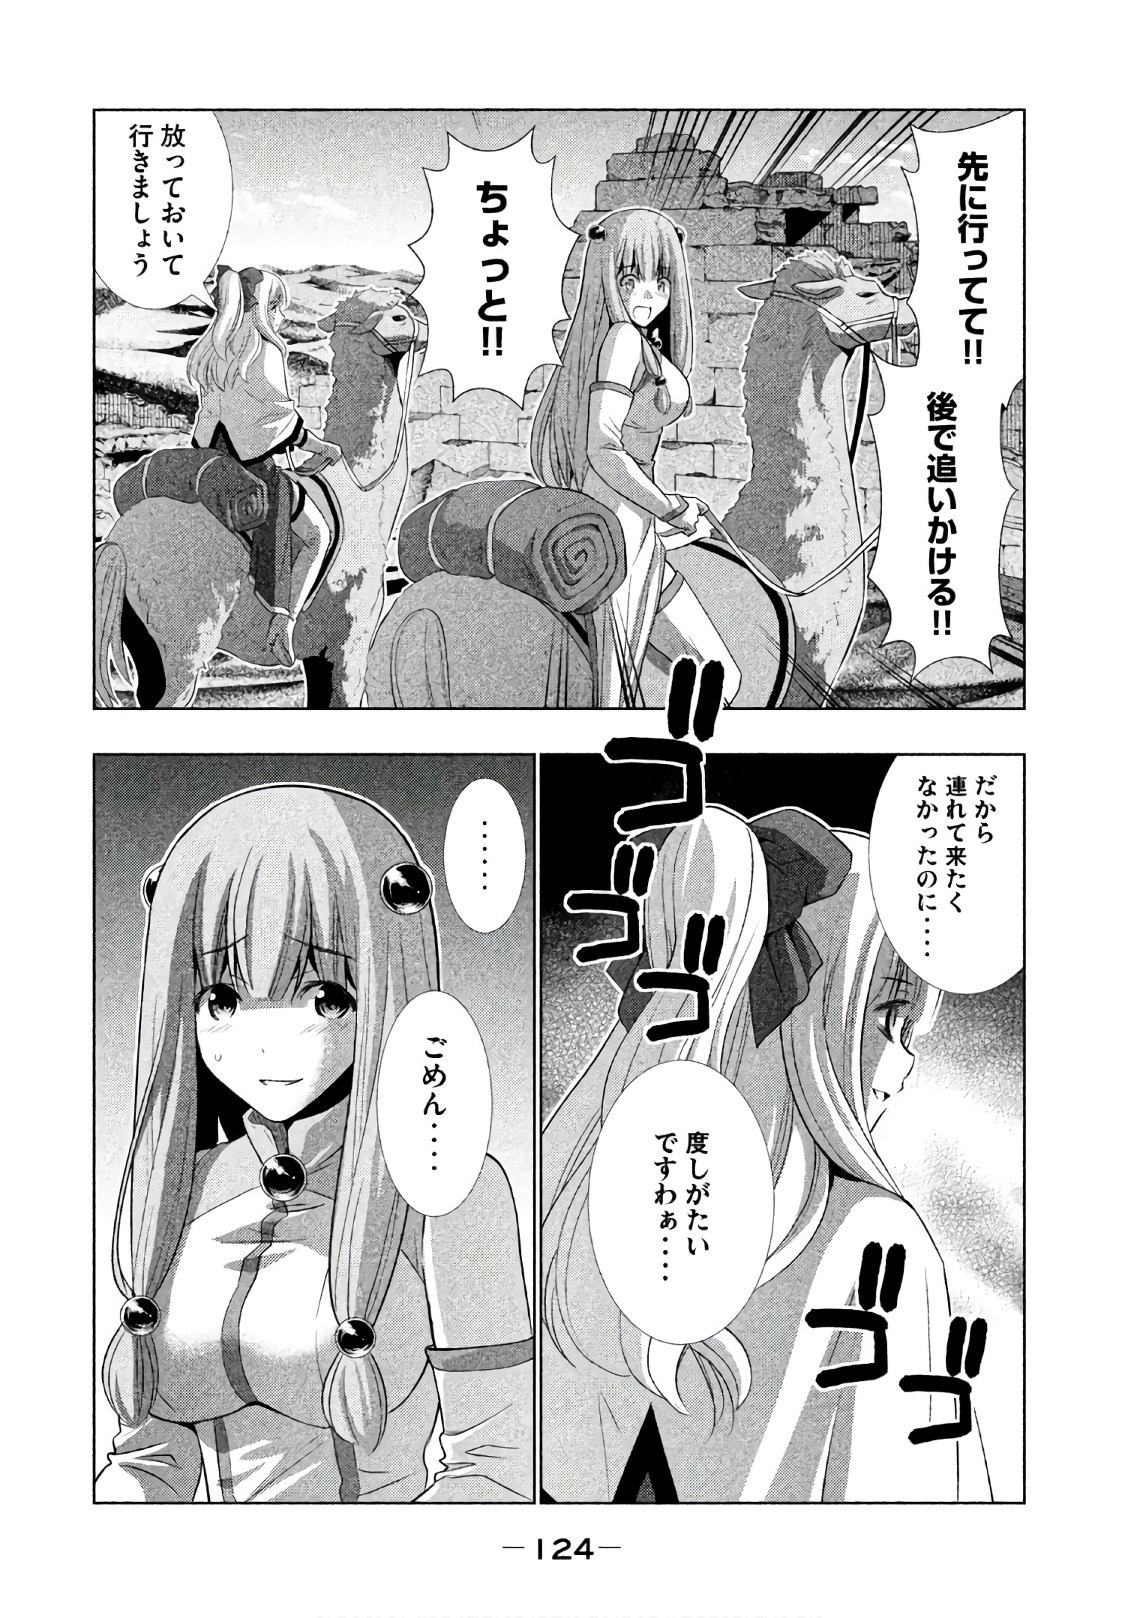 先に行ってて!!
後で追いかける!!
ちょっと!!
放っておいて
行きましょう
だから
連れて来たく
なかったのに‥‥
ゴ
ゴ
ゴ
度しがたい
ですわぁ‥‥
ゴ
ゴ
‥‥‥
ごめん‥‥
124